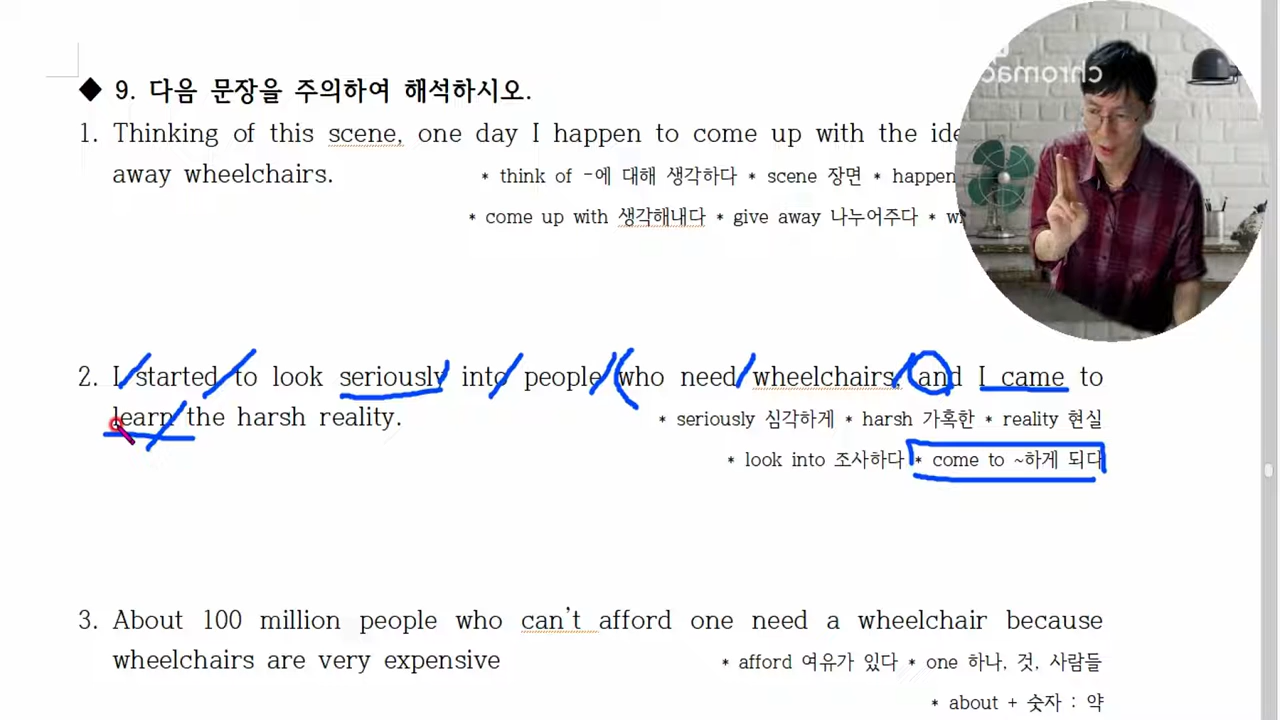 ◆ 9. 다음 문장을 주의하여 해석하시오.
1. Thinking of this scene, one day I happen to come up with the
away wheelchairs. * think of -에 대해 생각하다 * scene 장면 * happen
* come up with 생각해내다 * give away 나누어주다 *
2. I started to look seriously into people who need wheelchairs, and I came to
learn the harsh reality. * seriously 심각하게 * harsh 가혹한 * reality 현실
* look into 조사하다 * come to ~하게 되다
3. About 100 million people who can't afford one need a wheelchair because
wheelchairs are very expensive * afford 여유가 있다 * one 하나, 것, 사람들
* about + 숫자 : 약